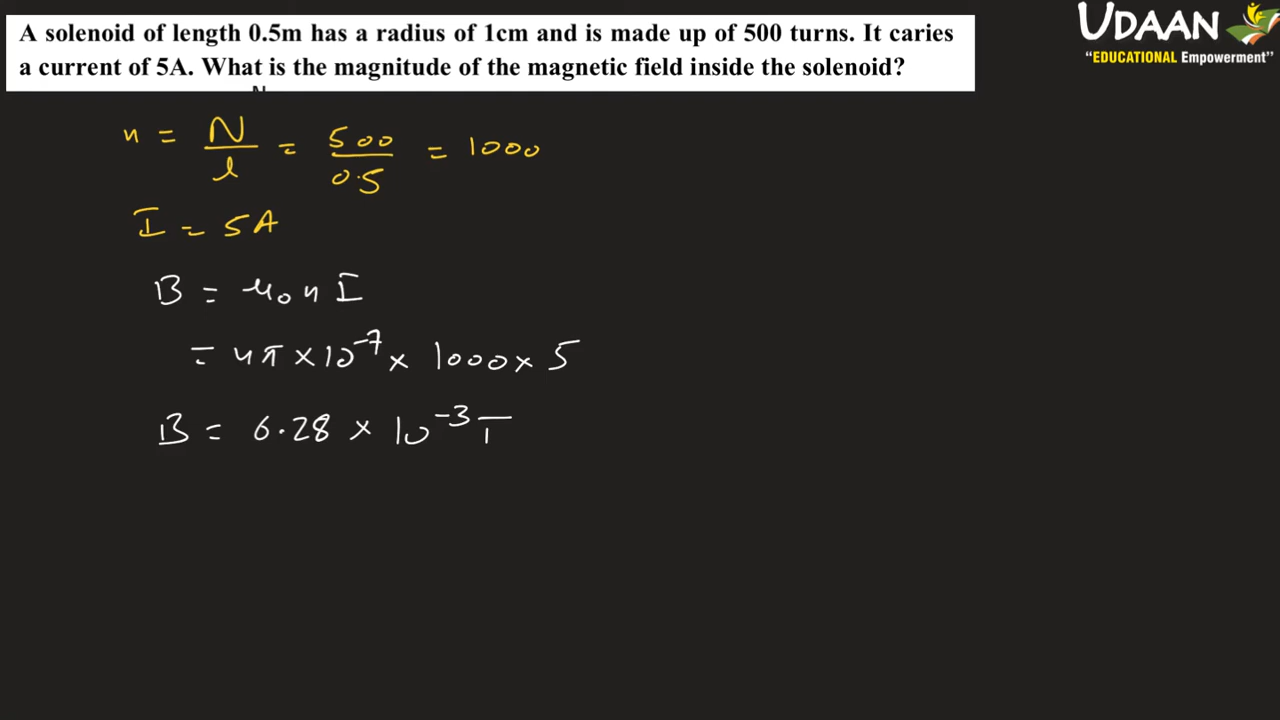 A solenoid of length 0.5m has a radius of 1cm and is made up of 500 turns. It caries
a current of 5A. What is the magnitude of the magnetic field inside the solenoid?
UDAAN
“EDUCATIONAL Empowerment”
n = N/l = 500/0.5 = 1000
I = 5A
B = μ₀ n I
= 4π × 10⁻⁷ × 1000 × 5
B = 6.28 × 10⁻³ T